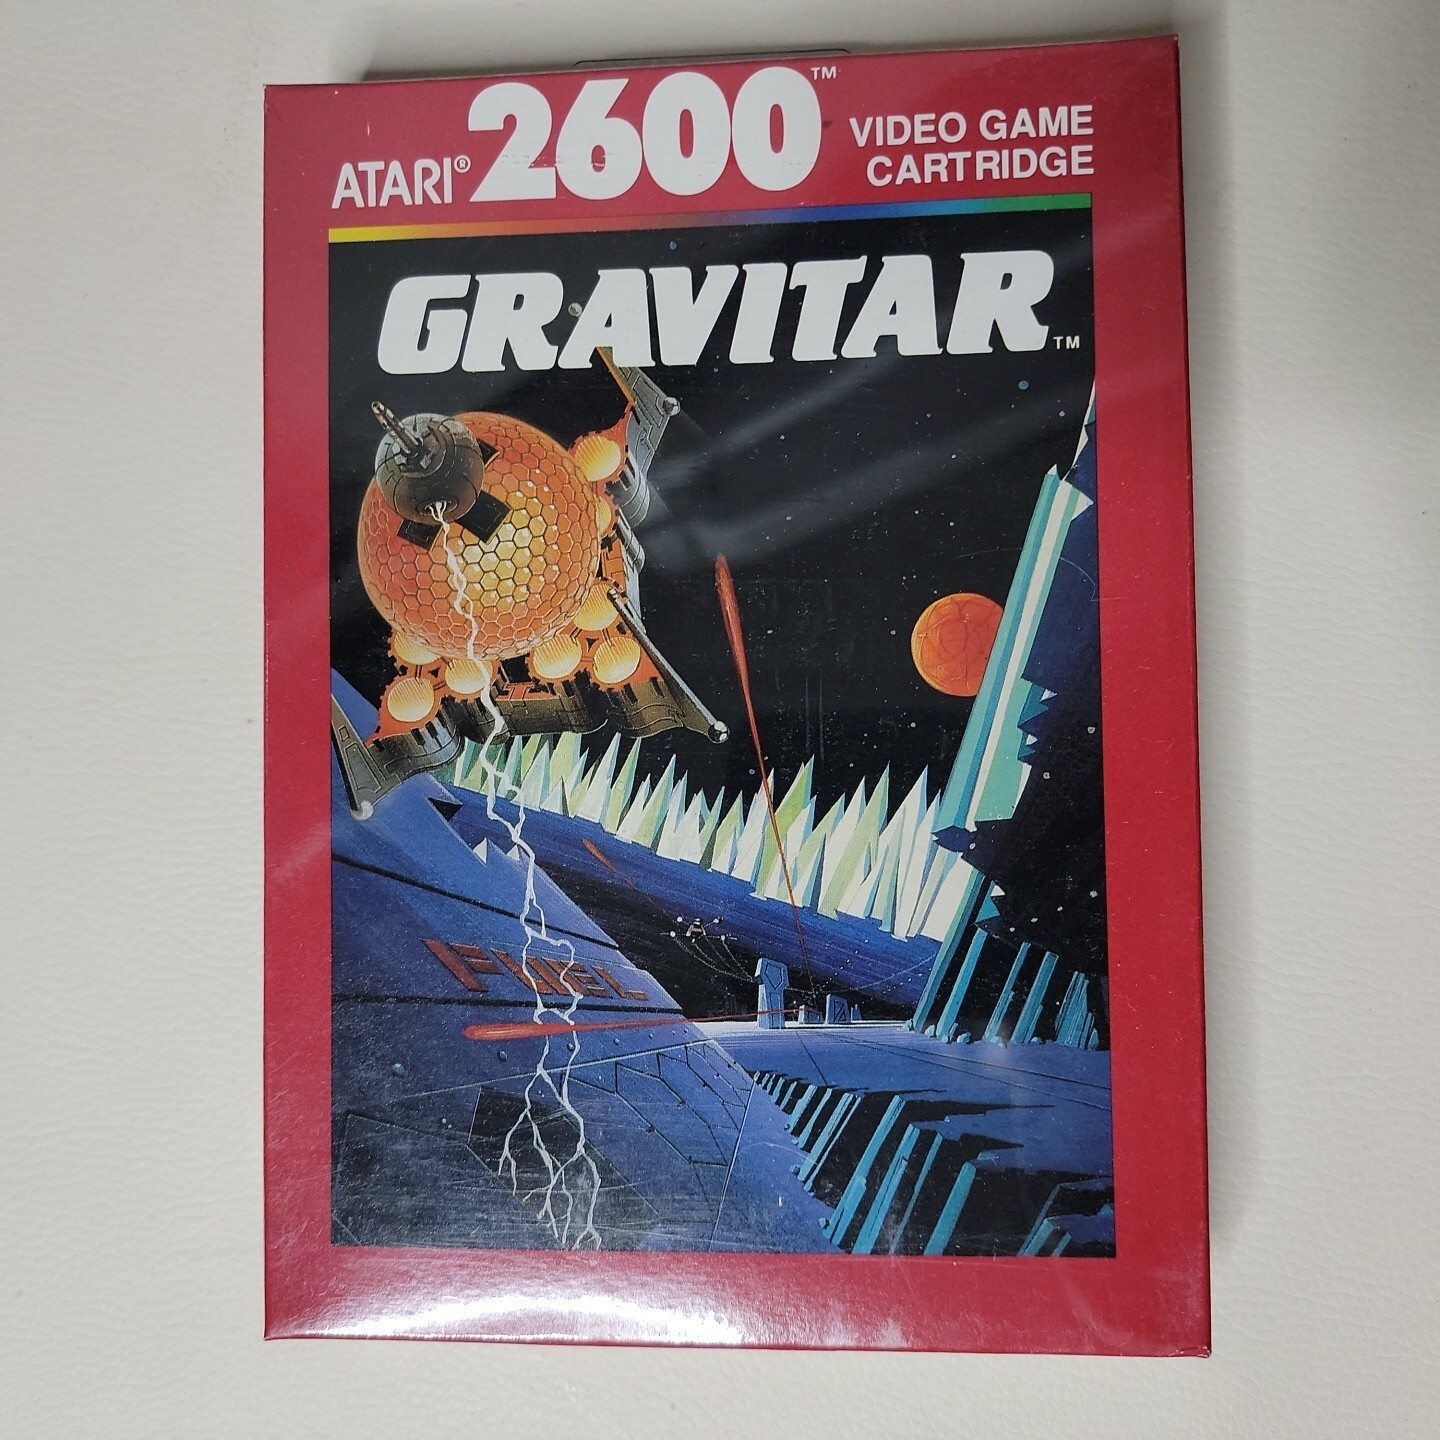 ATARI® 2600™ VIDEO GAME
CARTRIDGE
GRAVITAR™
FUEL